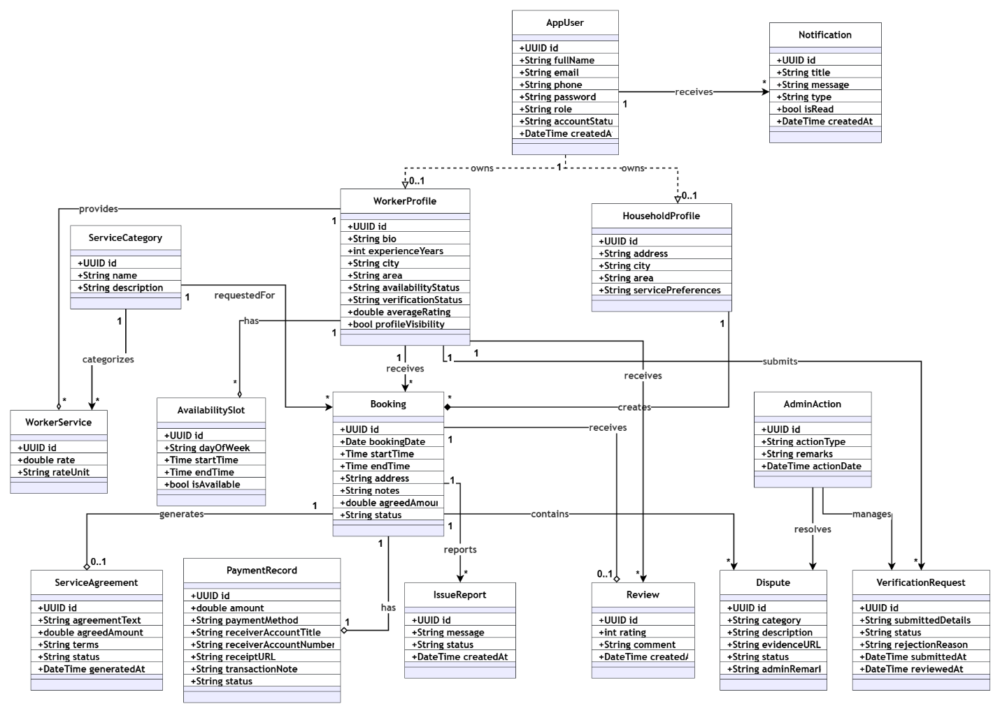 AppUser
+UUID id
+String fullName
+String email
+String phone
+String password
+String role
+String accountStatu
+DateTime createdA
Notification
+UUID id
+String title
+String message
+String type
+bool isRead
+DateTime createdAt
receives
1
*
owns
1
owns
0..1
0..1
WorkerProfile
+UUID id
+String bio
+int experienceYears
+String city
+String area
+String availabilityStatus
+String verificationStatus
+double averageRating
+bool profileVisibility
HouseholdProfile
+UUID id
+String address
+String city
+String area
+String servicePreferences
provides
1
ServiceCategory
+UUID id
+String name
+String description
1
requestedFor
has
1
1
1
categorizes
1
receives
1
1
submits
receives
*
*
*
*
*
*
creates
WorkerService
+UUID id
+double rate
+String rateUnit
AvailabilitySlot
+UUID id
+String dayOfWeek
+Time startTime
+Time endTime
+bool isAvailable
Booking
+UUID id
+Date bookingDate
+Time startTime
+Time endTime
+String address
+String notes
+double agreedAmour
+String status
AdminAction
+UUID id
+String actionType
+String remarks
+DateTime actionDate
receives
1
1
1
generates
1
contains
manages
resolves
1
reports
0..1
*
0..1
*
*
*
has
1
ServiceAgreement
+UUID id
+String agreementText
+double agreedAmount
+String terms
+String status
+DateTime generatedAt
PaymentRecord
+UUID id
+double amount
+String paymentMethod
+String receiverAccountTitle
+String receiverAccountNumber
+String receiptURL
+String transactionNote
+String status
IssueReport
+UUID id
+String message
+String status
+DateTime createdAt
Review
+UUID id
+int rating
+String comment
+DateTime created
Dispute
+UUID id
+String category
+String description
+String evidenceURL
+String status
+String adminRemar
VerificationRequest
+UUID id
+String submittedDetails
+String status
+String rejectionReason
+DateTime submittedAt
+DateTime reviewedAt